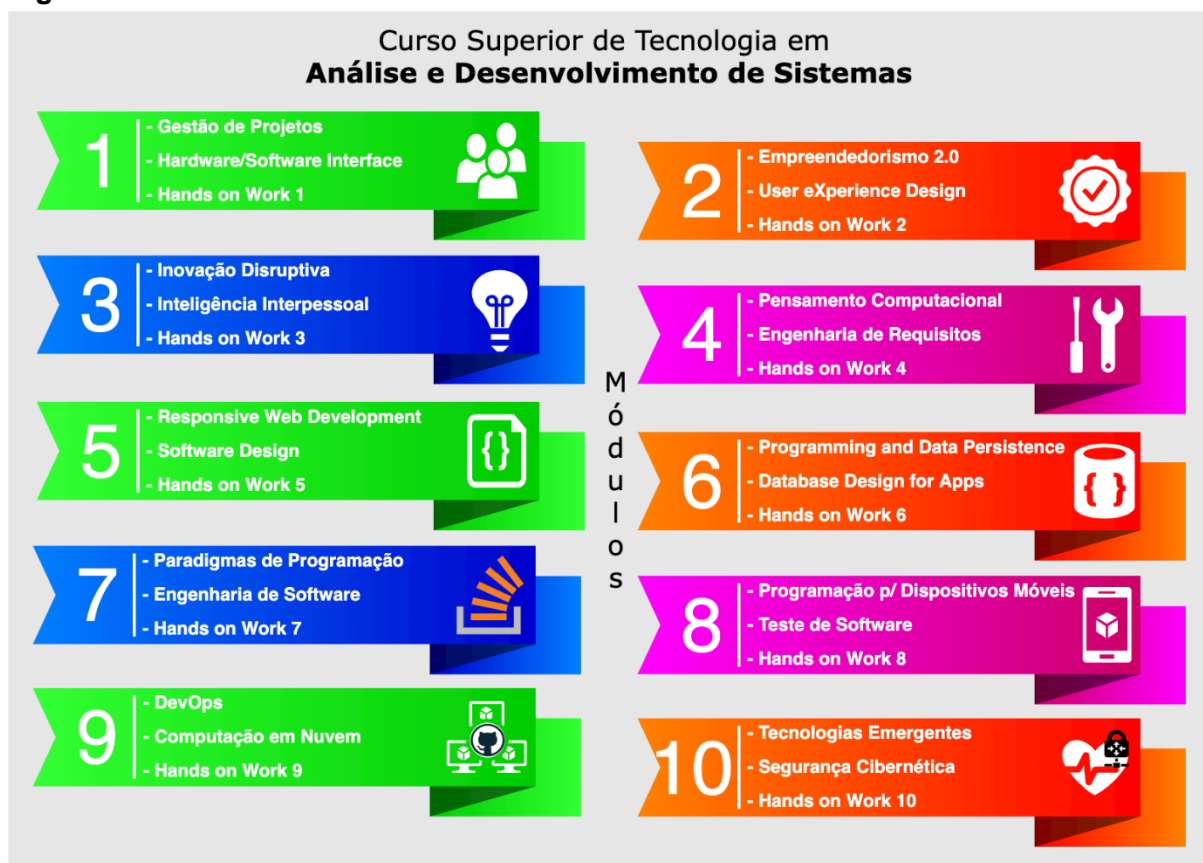 Curso Superior de Tecnologia em
Análise e Desenvolvimento de Sistemas
1
- Gestão de Projetos
- Hardware/Software Interface
- Hands on Work 1
2
- Empreendedorismo 2.0
- User eXperience Design
- Hands on Work 2
3
- Inovação Disruptiva
- Inteligência Interpessoal
- Hands on Work 3
4
- Pensamento Computacional
- Engenharia de Requisitos
- Hands on Work 4
Módulos
5
- Responsive Web Development
- Software Design
- Hands on Work 5
{}
6
- Programming and Data Persistence
- Database Design for Apps
- Hands on Work 6
{ }
7
- Paradigmas de Programação
- Engenharia de Software
- Hands on Work 7
8
- Programação p/ Dispositivos Móveis
- Teste de Software
- Hands on Work 8
9
- DevOps
- Computação em Nuvem
- Hands on Work 9
10
- Tecnologias Emergentes
- Segurança Cibernética
- Hands on Work 10